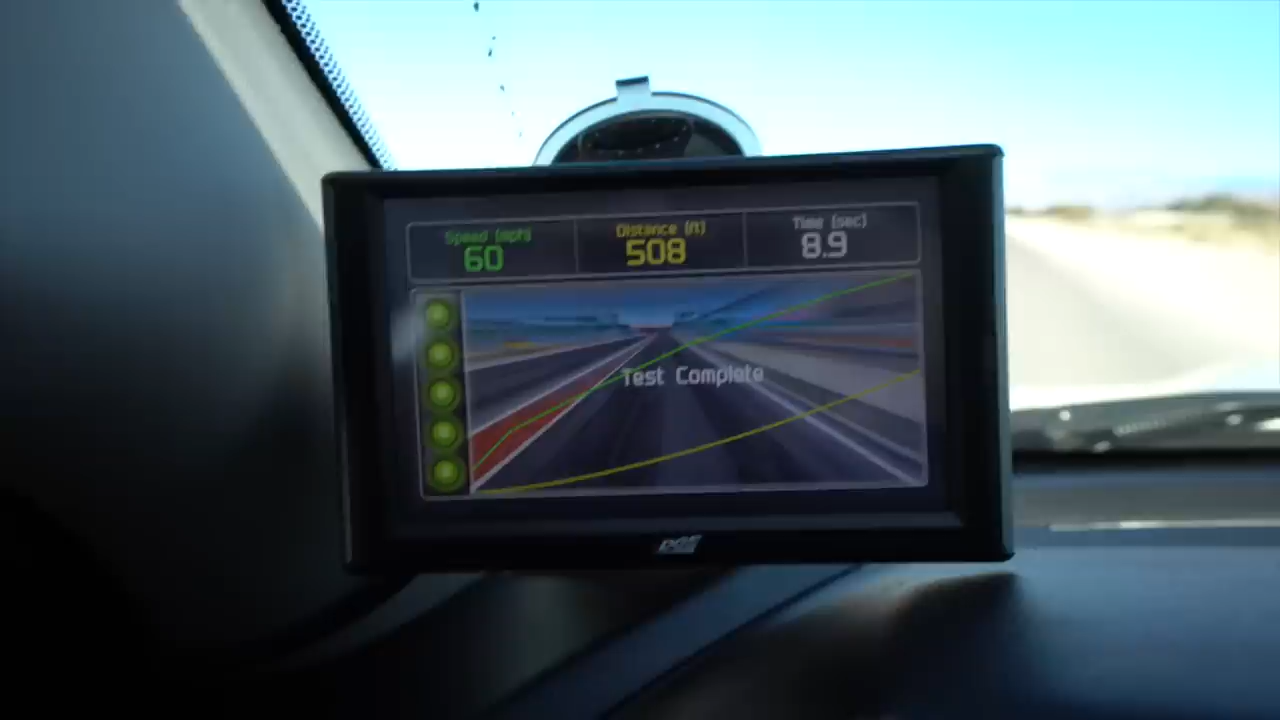 Speed (mph)
60
Distance (ft)
508
Time (sec)
8.9
Test Complete